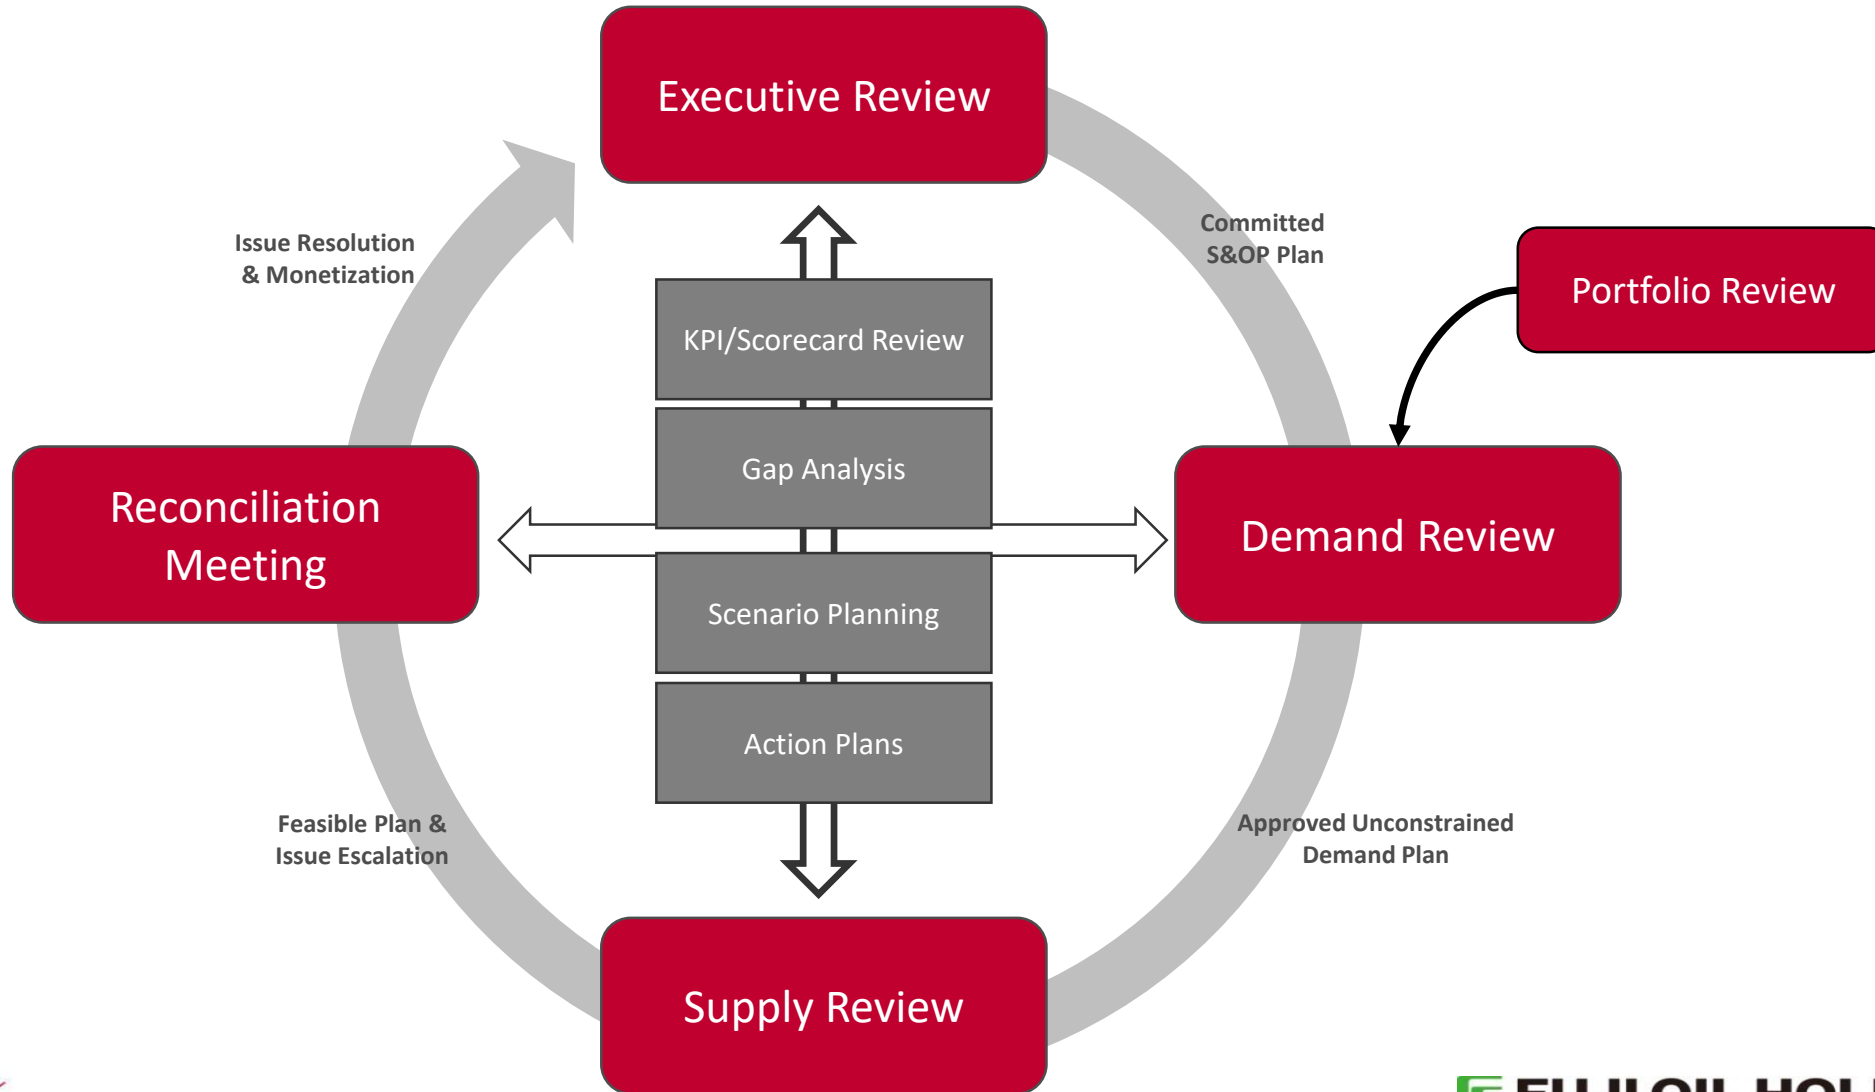 Executive Review
Issue Resolution
& Monetization
Committed
S&OP Plan
Portfolio Review
KPI/Scorecard Review
Gap Analysis
Reconciliation
Meeting
Demand Review
Scenario Planning
Action Plans
Feasible Plan &
Issue Escalation
Approved Unconstrained
Demand Plan
Supply Review